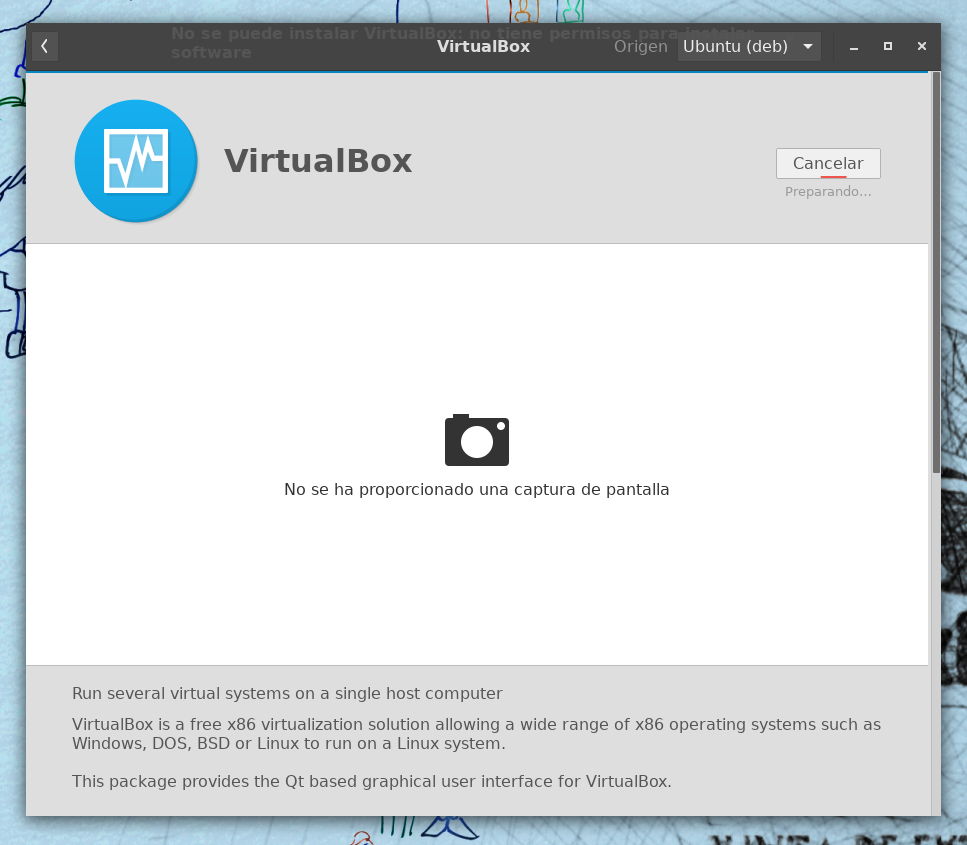 No se puede instalar VirtualBox: no tiene permisos para instalar
software
VirtualBox
Origen
Ubuntu (deb)
VirtualBox
Cancelar
Preparando...
No se ha proporcionado una captura de pantalla
Run several virtual systems on a single host computer
VirtualBox is a free x86 virtualization solution allowing a wide range of x86 operating systems such as
Windows, DOS, BSD or Linux to run on a Linux system.
This package provides the Qt based graphical user interface for VirtualBox.